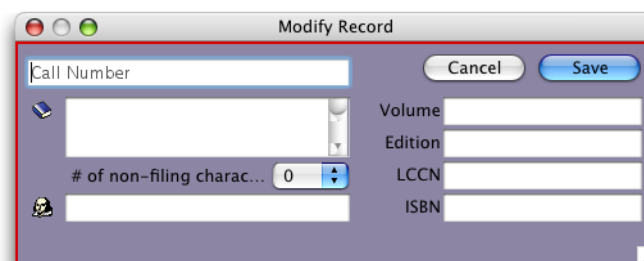 Modify Record
Call Number
Cancel
Save
Volume
Edition
# of non-filing charac... 0
LCCN
ISBN